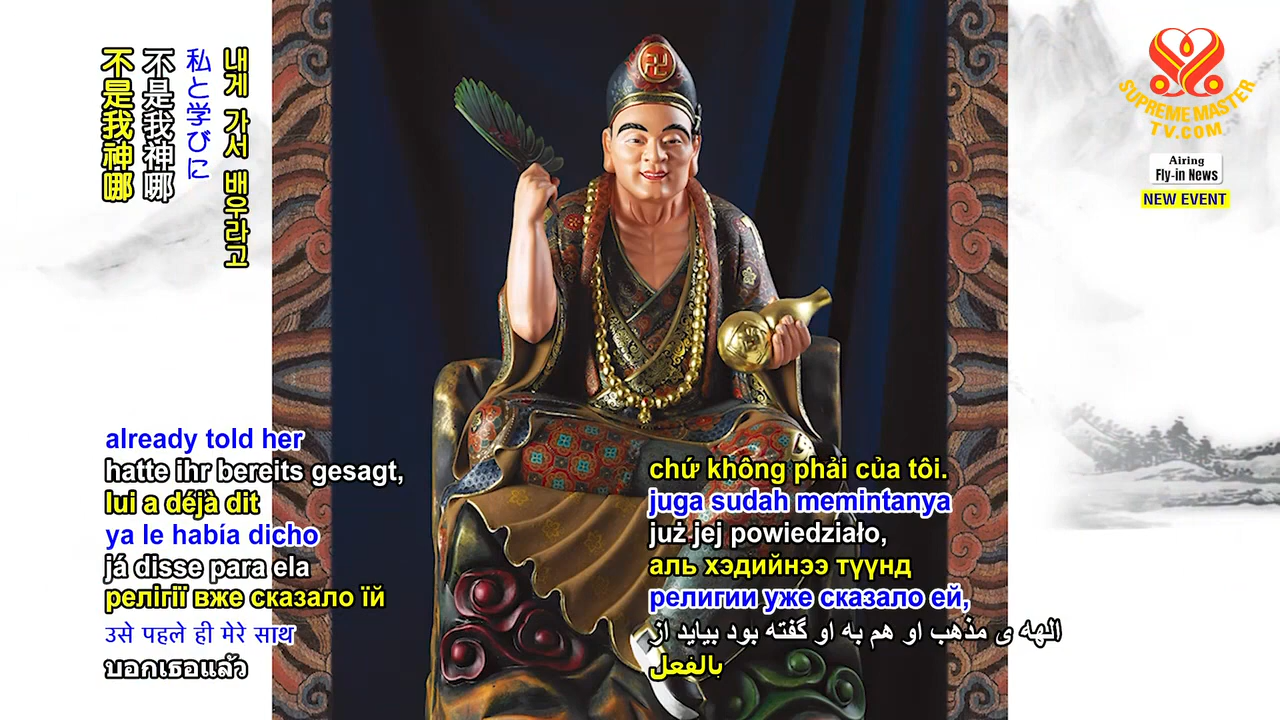 내게 가서 배우라고
私と学びに
不是我神哪
不是我神哪
SUPREME MASTER
TV.COM
Airing
Fly-in News
NEW EVENT
already told her
hatte ihr bereits gesagt,
lui a déjà dit
ya le había dicho
já disse para ela
релігії вже сказало їй
उसे पहले ही मेरे साथ
บอกเธอแล้ว
chứ không phải của tôi.
juga sudah memintanya
już jej powiedziało,
аль хэдийнээ түүнд
религии уже сказало ей,
الهه ی مذهب او هم به او گفته بود بیاید از
بالفعل